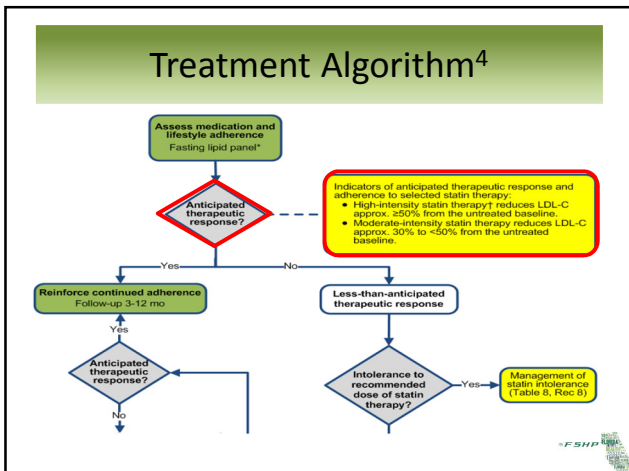 Treatment Algorithm4
Assess medication and
lifestyle adherence
Fasting lipid panel*
Anticipated
therapeutic
response?
Indicators of anticipated therapeutic response and
adherence to selected statin therapy:
• High-intensity statin therapy† reduces LDL-C
approx. ≥50% from the untreated baseline.
• Moderate-intensity statin therapy reduces LDL-C
approx. 30% to <50% from the untreated
baseline.
Yes
No
Reinforce continued adherence
Follow-up 3-12 mo
Less-than-anticipated
therapeutic response
Yes
Anticipated
therapeutic
response?
Intolerance to
recommended
dose of statin
therapy?
Yes
Management of
statin intolerance
(Table 8, Rec 8)
No
FSHP